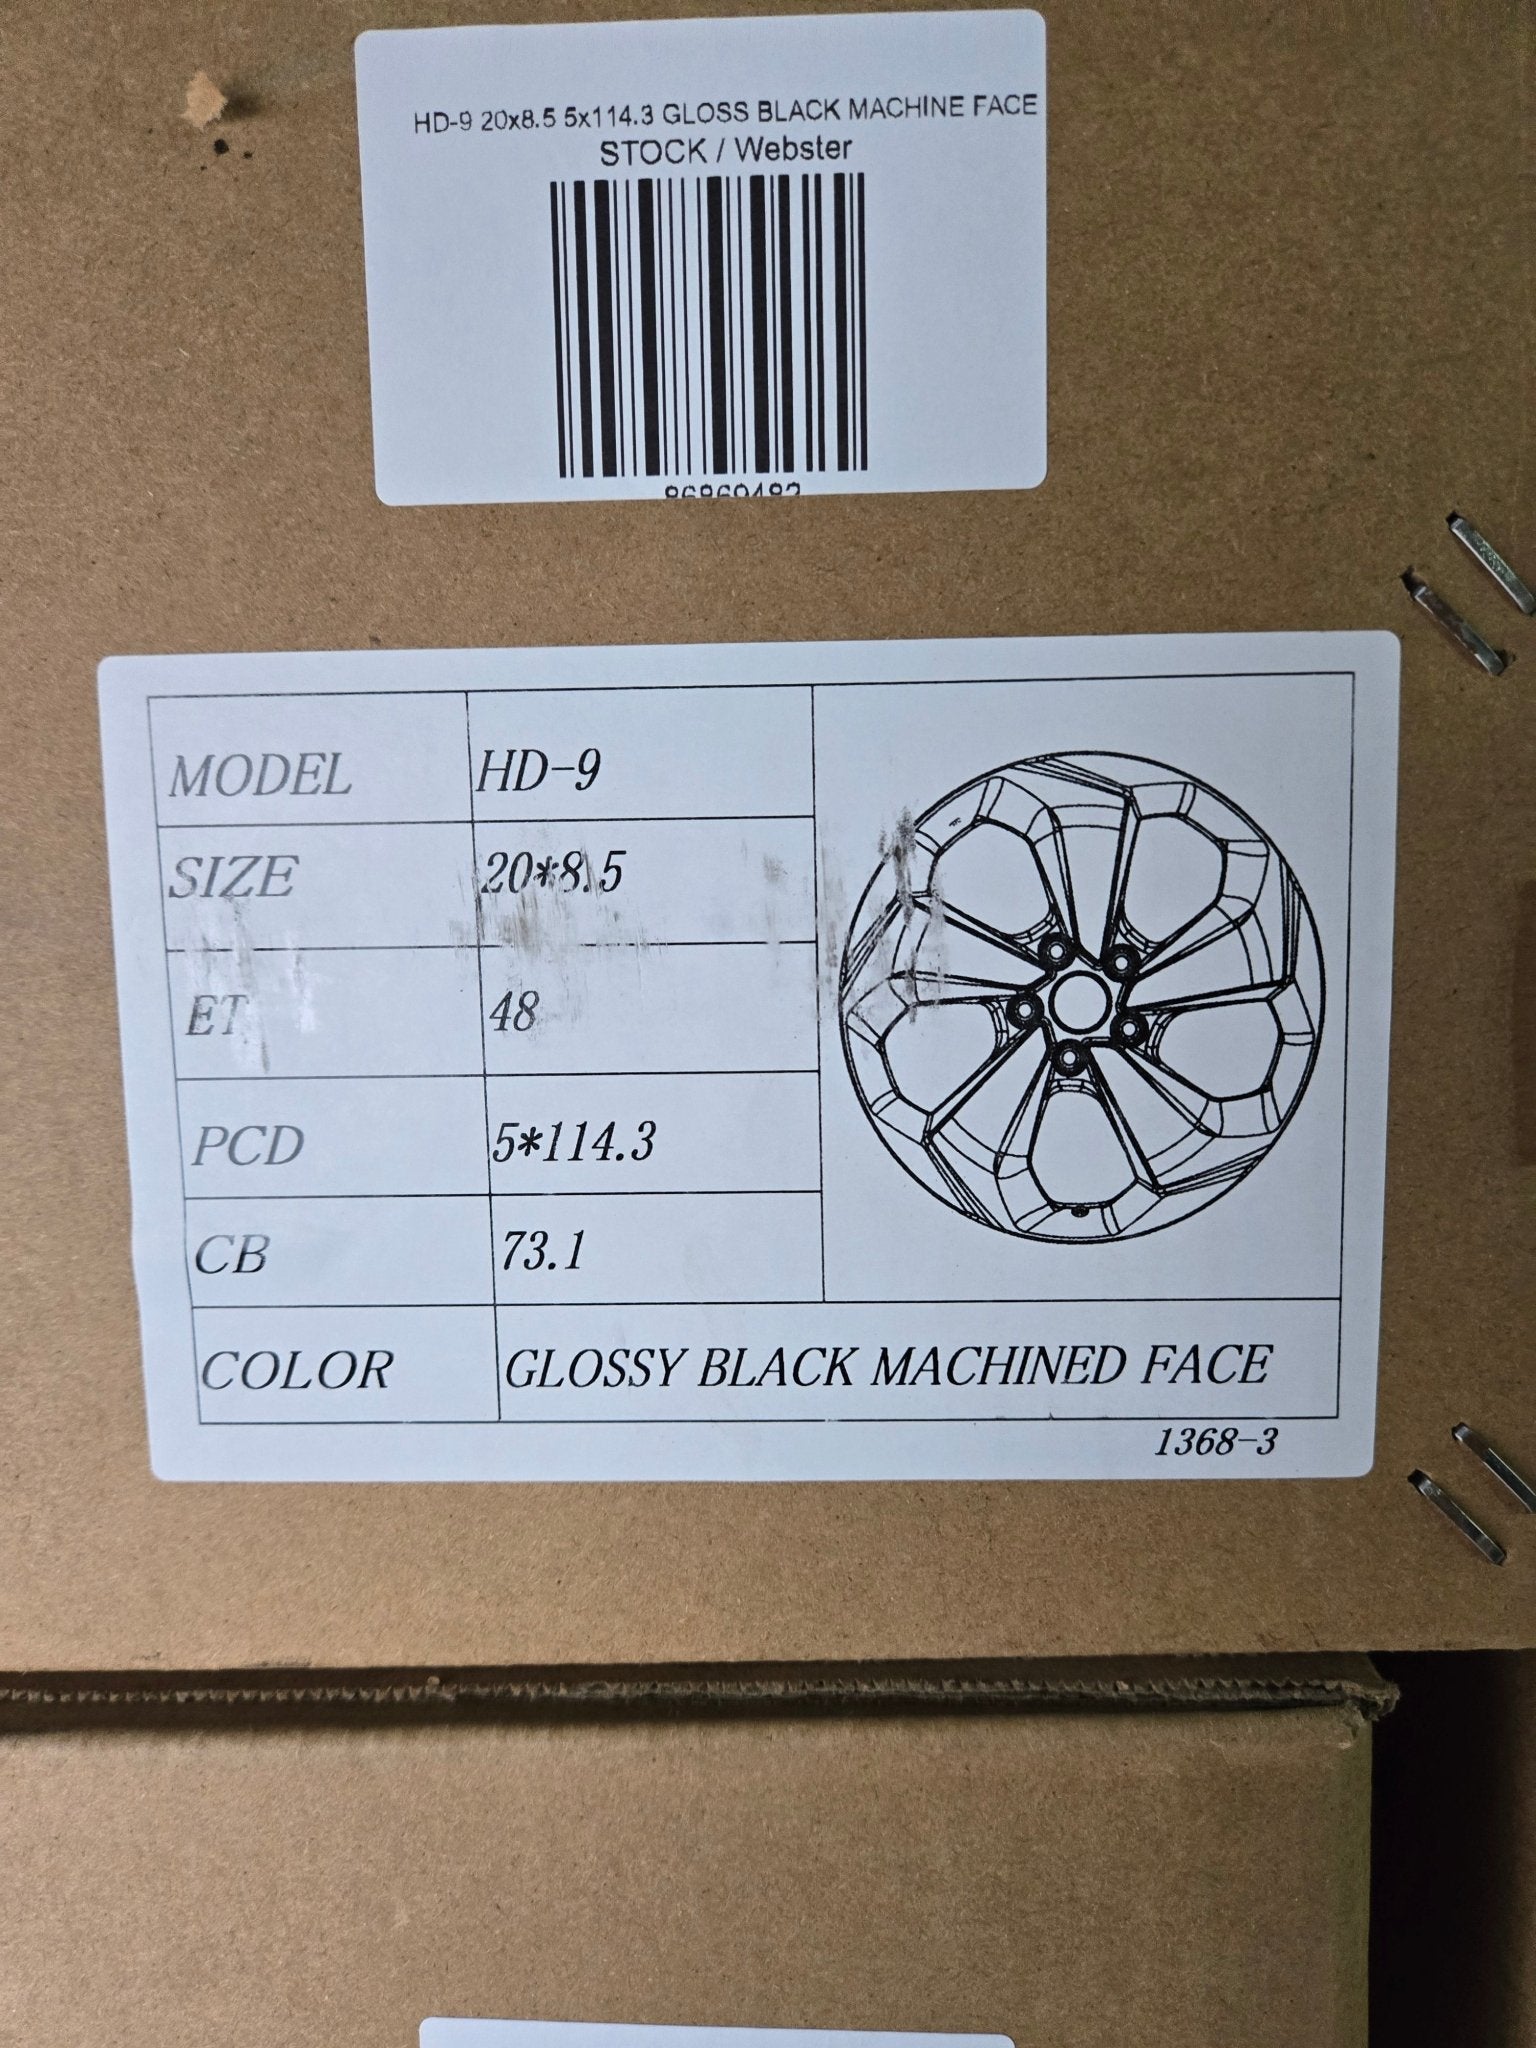 HD-9 20x8.5 5x114.3 GLOSS BLACK MACHINE FACE
STOCK / Webster
MODEL HD-9
SIZE 20*8.5
ET 48
PCD 5*114.3
CB 73.1
COLOR GLOSSY BLACK MACHINED FACE
1368-3